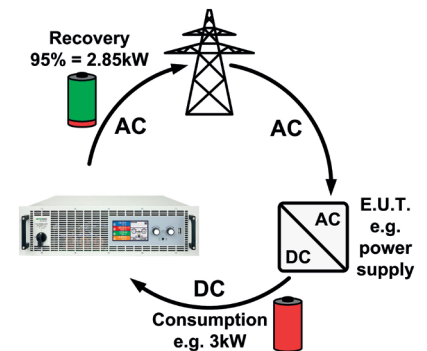 Recovery
95% = 2.85kW
AC
AC
E.U.T.
e.g.
power
supply
AC
DC
DC
Consumption
e.g. 3kW